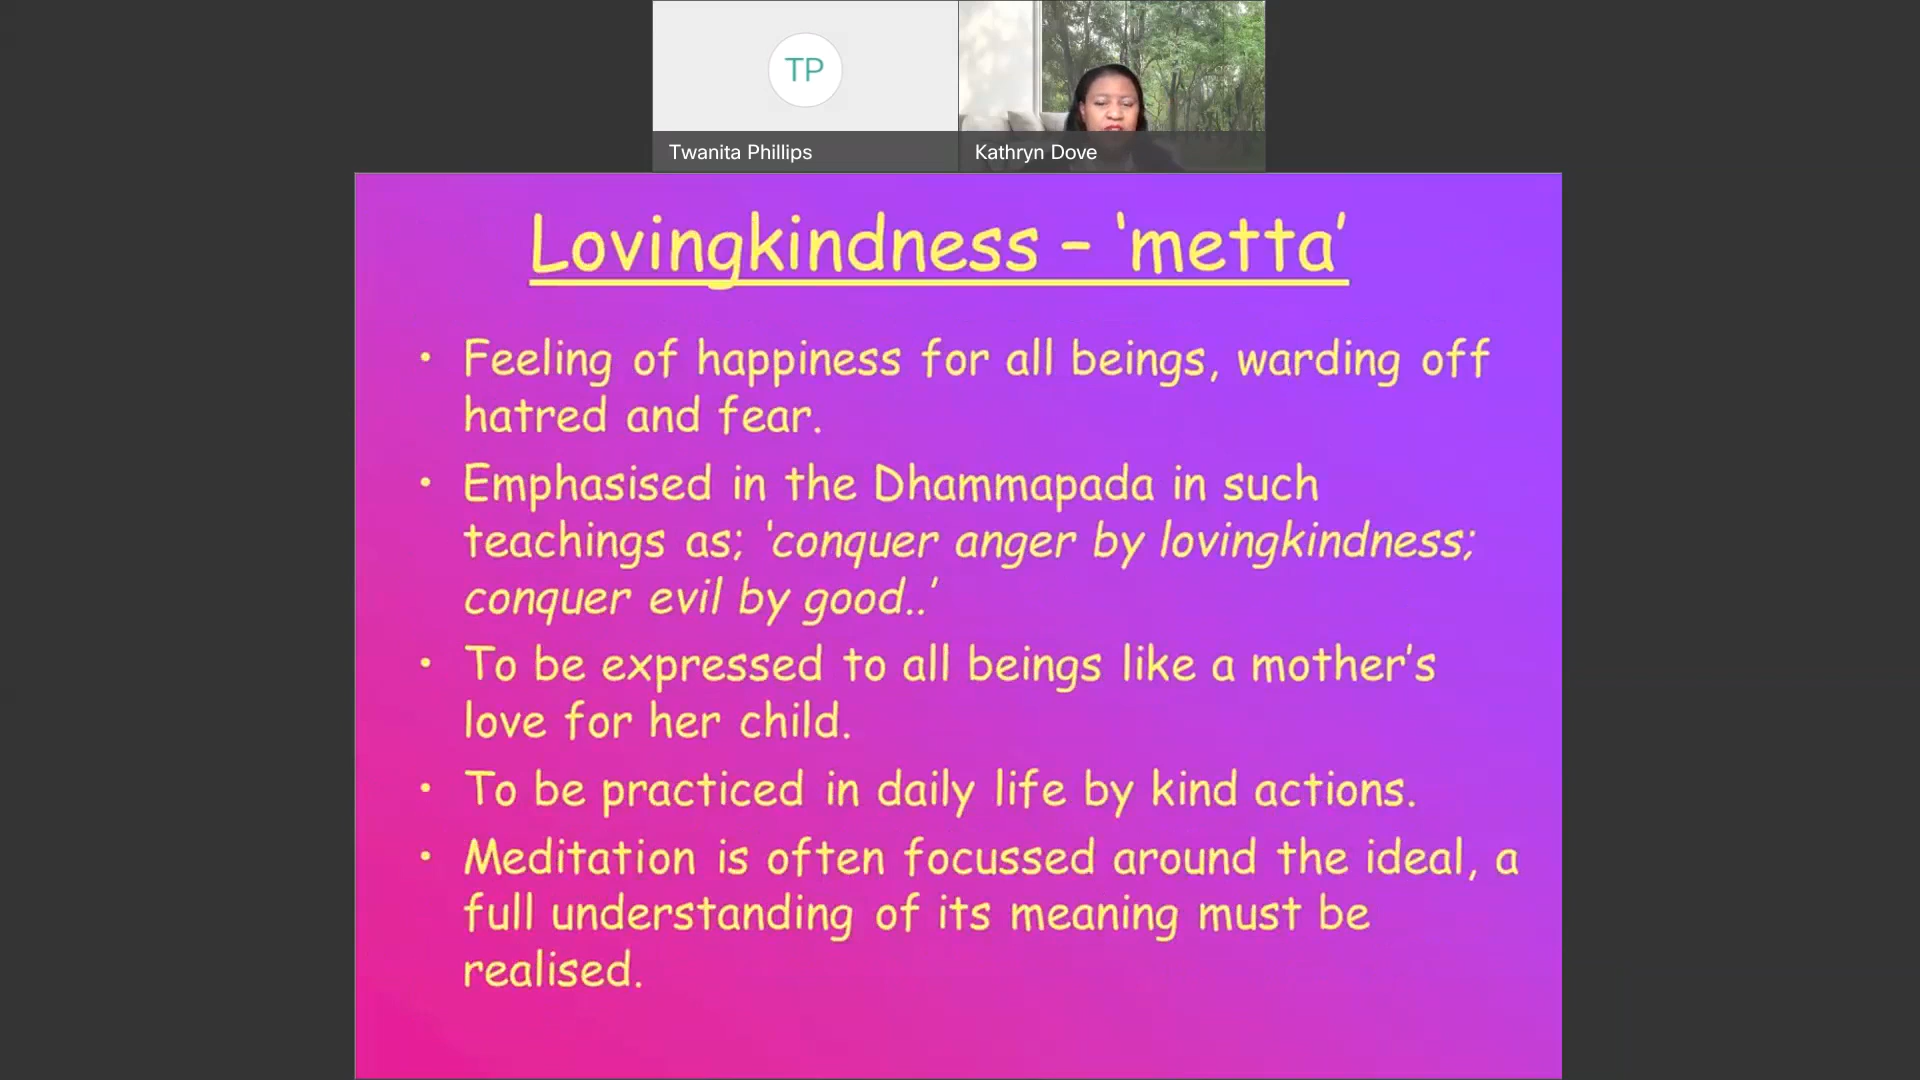 TP
Twanita Phillips
Kathryn Dove
Lovingkindness – ‘metta’
• Feeling of happiness for all beings, warding off
hatred and fear.
• Emphasised in the Dhammapada in such
teachings as; ‘conquer anger by lovingkindness;
conquer evil by good..’
• To be expressed to all beings like a mother’s
love for her child.
• To be practiced in daily life by kind actions.
• Meditation is often focussed around the ideal, a
full understanding of its meaning must be
realised.